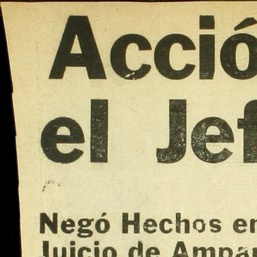 Acció
el Jef
Negó Hechos en
Juicio de Ampar